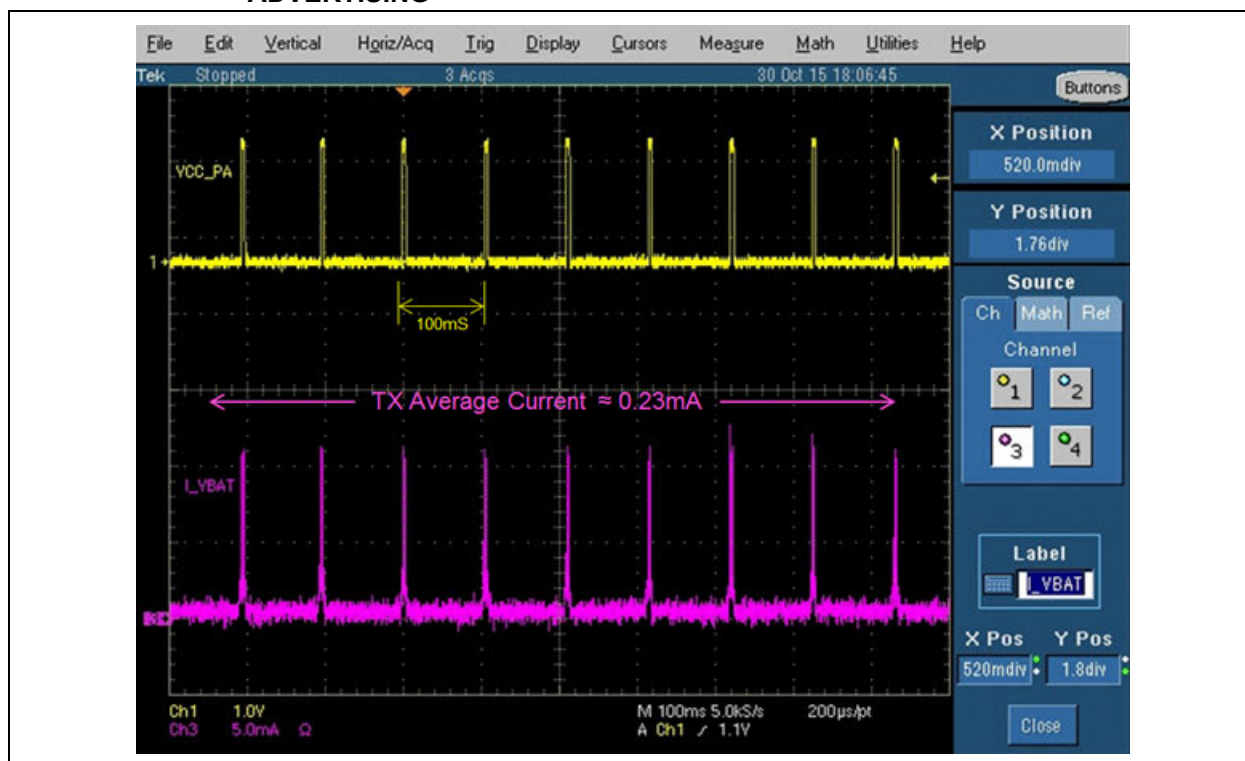 ADVERTISING
File Edit Vertical Horiz/Acq Trig Display Cursors Measure Math Utilities Help
Tek Stopped 3 Acqs 30 Oct 15 18:06:45
Buttons
X Position
520.0mdiv
Y Position
1.76div
Source
Ch Math Ref
Channel
1 2
3 4
Label
I_VBAT
X Pos Y Pos
520mdiv 1.8div
Close
VCC_PA
1
100mS
TX Average Current ≈ 0.23mA
I_VBAT
3
Ch1 1.0V M 100ms 5.0kS/s 200µs/pt
Ch3 5.0mA Ω A Ch1 1.1V